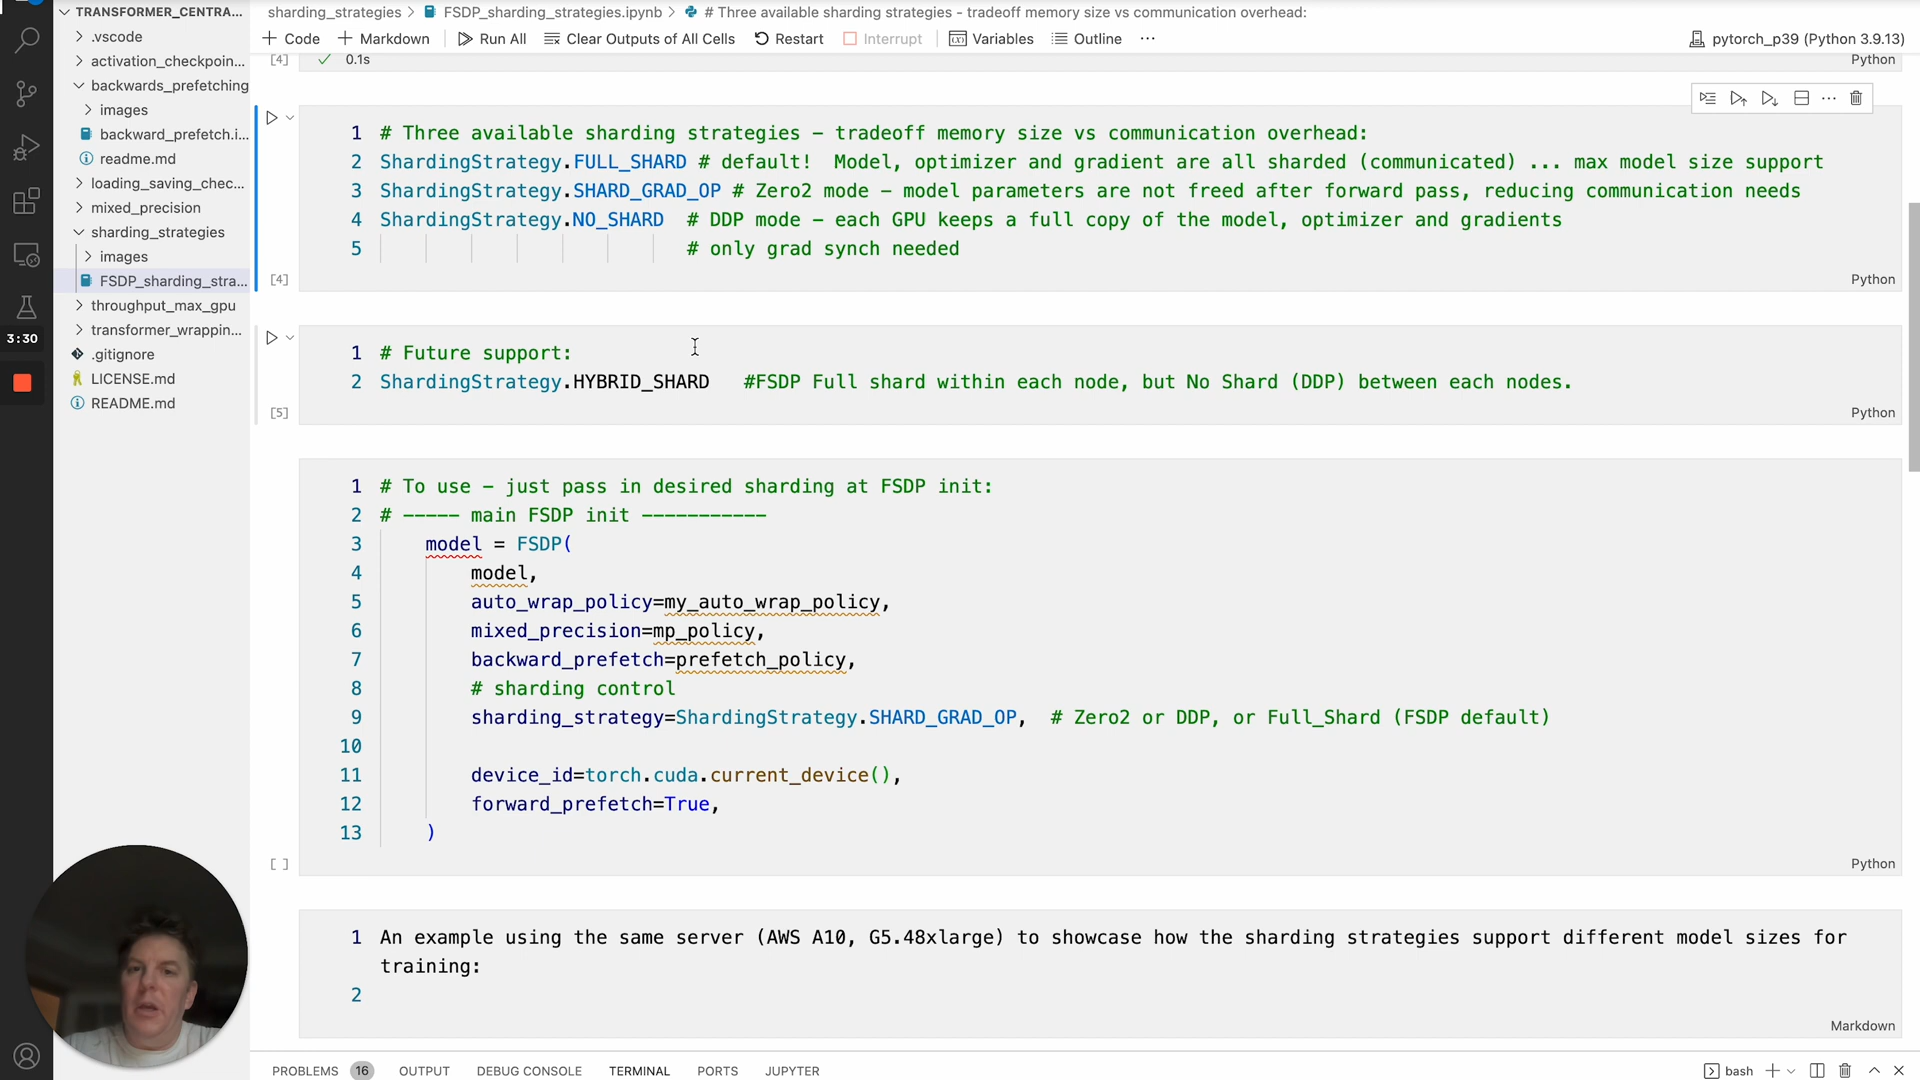 TRANSFORMER_CENTRA...
.vscode
activation_checkpoin...
backwards_prefetching
images
backward_prefetch.i...
readme.md
loading_saving_chec...
mixed_precision
sharding_strategies
images
FSDP_sharding_stra...
throughput_max_gpu
transformer_wrappin...
.gitignore
LICENSE.md
README.md
3:30
sharding_strategies > FSDP_sharding_strategies.ipynb > # Three available sharding strategies - tradeoff memory size vs communication overhead:
+ Code + Markdown Run All Clear Outputs of All Cells Restart Interrupt Variables Outline ... pytorch_p39 (Python 3.9.13)
[4] ✓ 0.1s Python
1 # Three available sharding strategies – tradeoff memory size vs communication overhead:
2 ShardingStrategy.FULL_SHARD # default!  Model, optimizer and gradient are all sharded (communicated) ... max model size support
3 ShardingStrategy.SHARD_GRAD_OP # Zero2 mode – model parameters are not freed after forward pass, reducing communication needs
4 ShardingStrategy.NO_SHARD  # DDP mode – each GPU keeps a full copy of the model, optimizer and gradients
5 # only grad synch needed
[4] Python
1 # Future support:
2 ShardingStrategy.HYBRID_SHARD   #FSDP Full shard within each node, but No Shard (DDP) between each nodes.
[5] Python
1 # To use – just pass in desired sharding at FSDP init:
2 # ----- main FSDP init -----------
3 model = FSDP(
4 model,
5 auto_wrap_policy=my_auto_wrap_policy,
6 mixed_precision=mp_policy,
7 backward_prefetch=prefetch_policy,
8 # sharding control
9 sharding_strategy=ShardingStrategy.SHARD_GRAD_OP,  # Zero2 or DDP, or Full_Shard (FSDP default)
10
11 device_id=torch.cuda.current_device(),
12 forward_prefetch=True,
13 )
[ ] Python
1 An example using the same server (AWS A10, G5.48xlarge) to showcase how the sharding strategies support different model sizes for
training:
2
Markdown
PROBLEMS 16 OUTPUT DEBUG CONSOLE TERMINAL PORTS JUPYTER bash